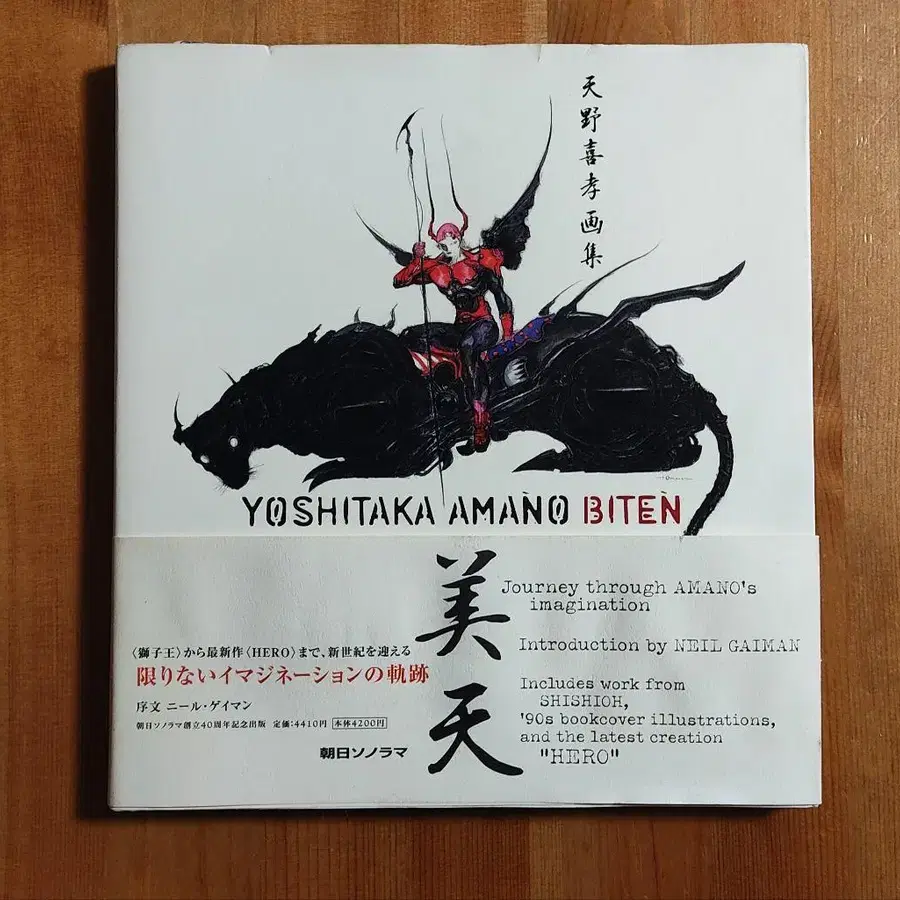 天野喜孝画集
YOSHITAKA AMANO BITEN
美天
Journey through AMANO's
imagination
Introduction by NEIL GAIMAN
Includes work from
SHISHIOH,
'90s bookcover illustrations,
and the latest creation
"HERO"
〈獅子王〉から最新作〈HERO〉まで、新世紀を迎える
限りないイマジネーションの軌跡
序文 ニール・ゲイマン
朝日ソノラマ創立40周年記念出版 定価:4410円 本体4200円
朝日ソノラマ